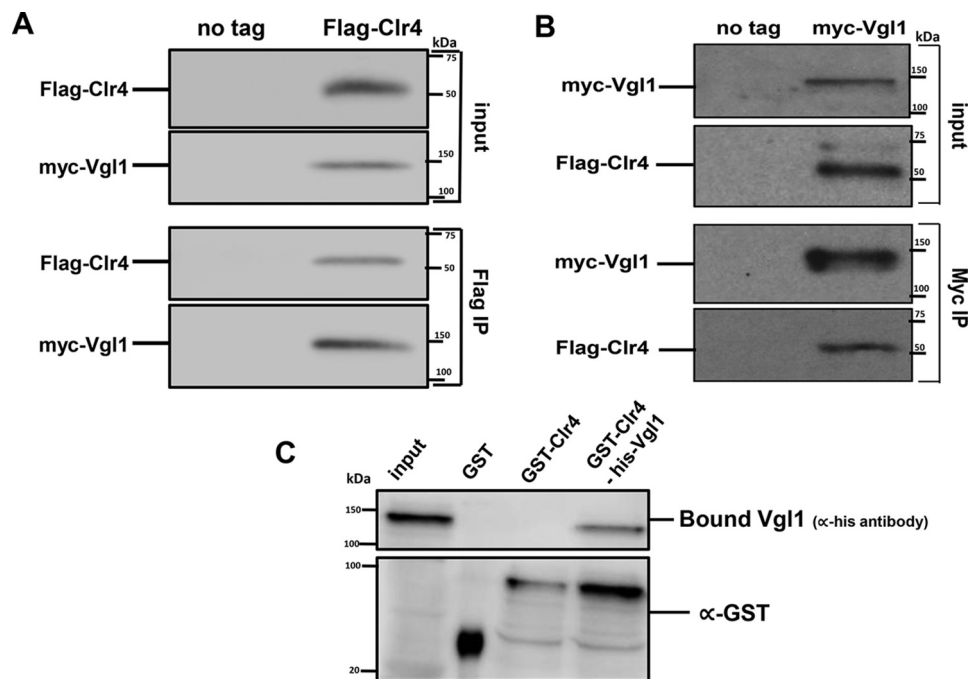 A
no tag Flag-Clr4
kDa
Flag-Clr4
75
50
myc-Vgl1
150
100
input
Flag-Clr4
75
50
myc-Vgl1
150
100
Flag IP
B
no tag myc-Vgl1
kDa
myc-Vgl1
150
100
Flag-Clr4
75
50
input
myc-Vgl1
150
100
Flag-Clr4
75
50
Myc IP
C
kDa
input
GST
GST-Clr4
GST-Clr4
- his-Vgl1
150
100
Bound Vgl1 (∝-his antibody)
100
20
∝-GST